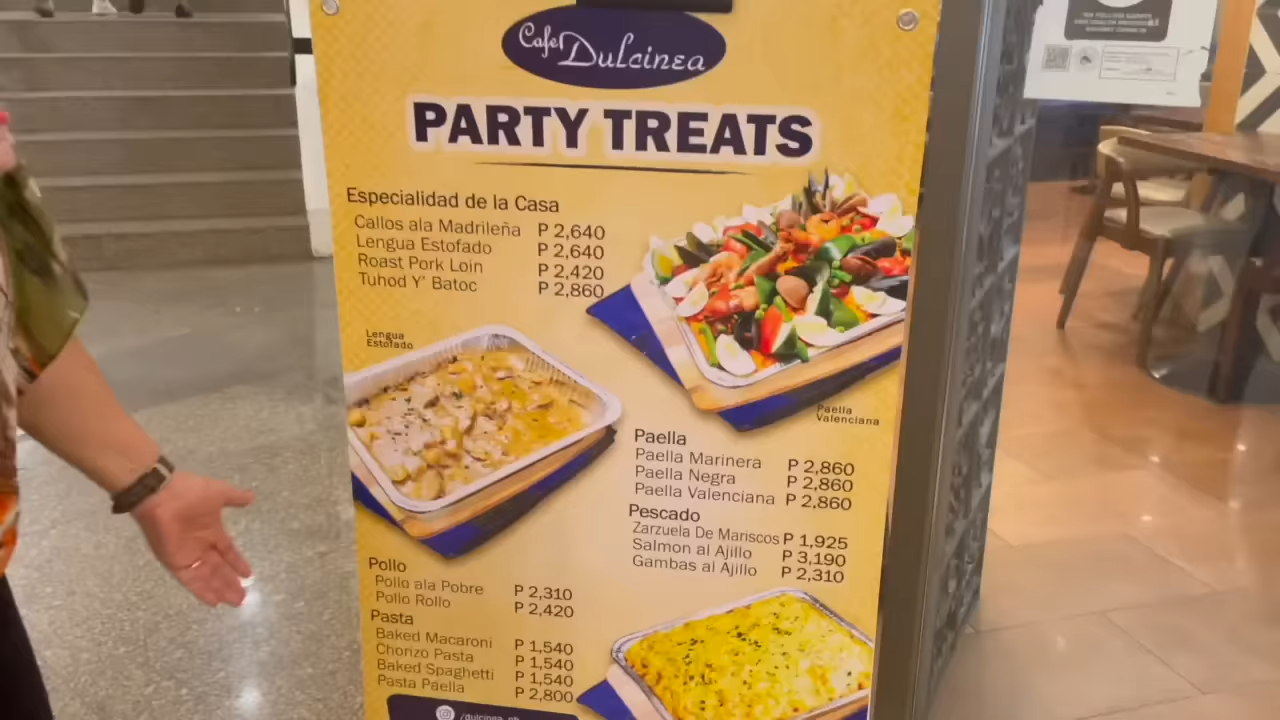 Cafe Dulcinea
PARTY TREATS
Especialidad de la Casa
Callos ala Madrileña P 2,640
Lengua Estofado P 2,640
Roast Pork Loin P 2,420
Tuhod Y' Batoc P 2,860
Lengua
Estofado
Paella
Valenciana
Paella
Paella Marinera P 2,860
Paella Negra P 2,860
Paella Valenciana P 2,860
Pescado
Zarzuela De Mariscos P 1,925
Salmon al Ajillo P 3,190
Gambas al Ajillo P 2,310
Pollo
Pollo ala Pobre P 2,310
Pollo Rollo P 2,420
Pasta
Baked Macaroni P 1,540
Chorizo Pasta P 1,540
Baked Spaghetti P 1,540
Pasta Paella P 2,800
/dulcinea_ph